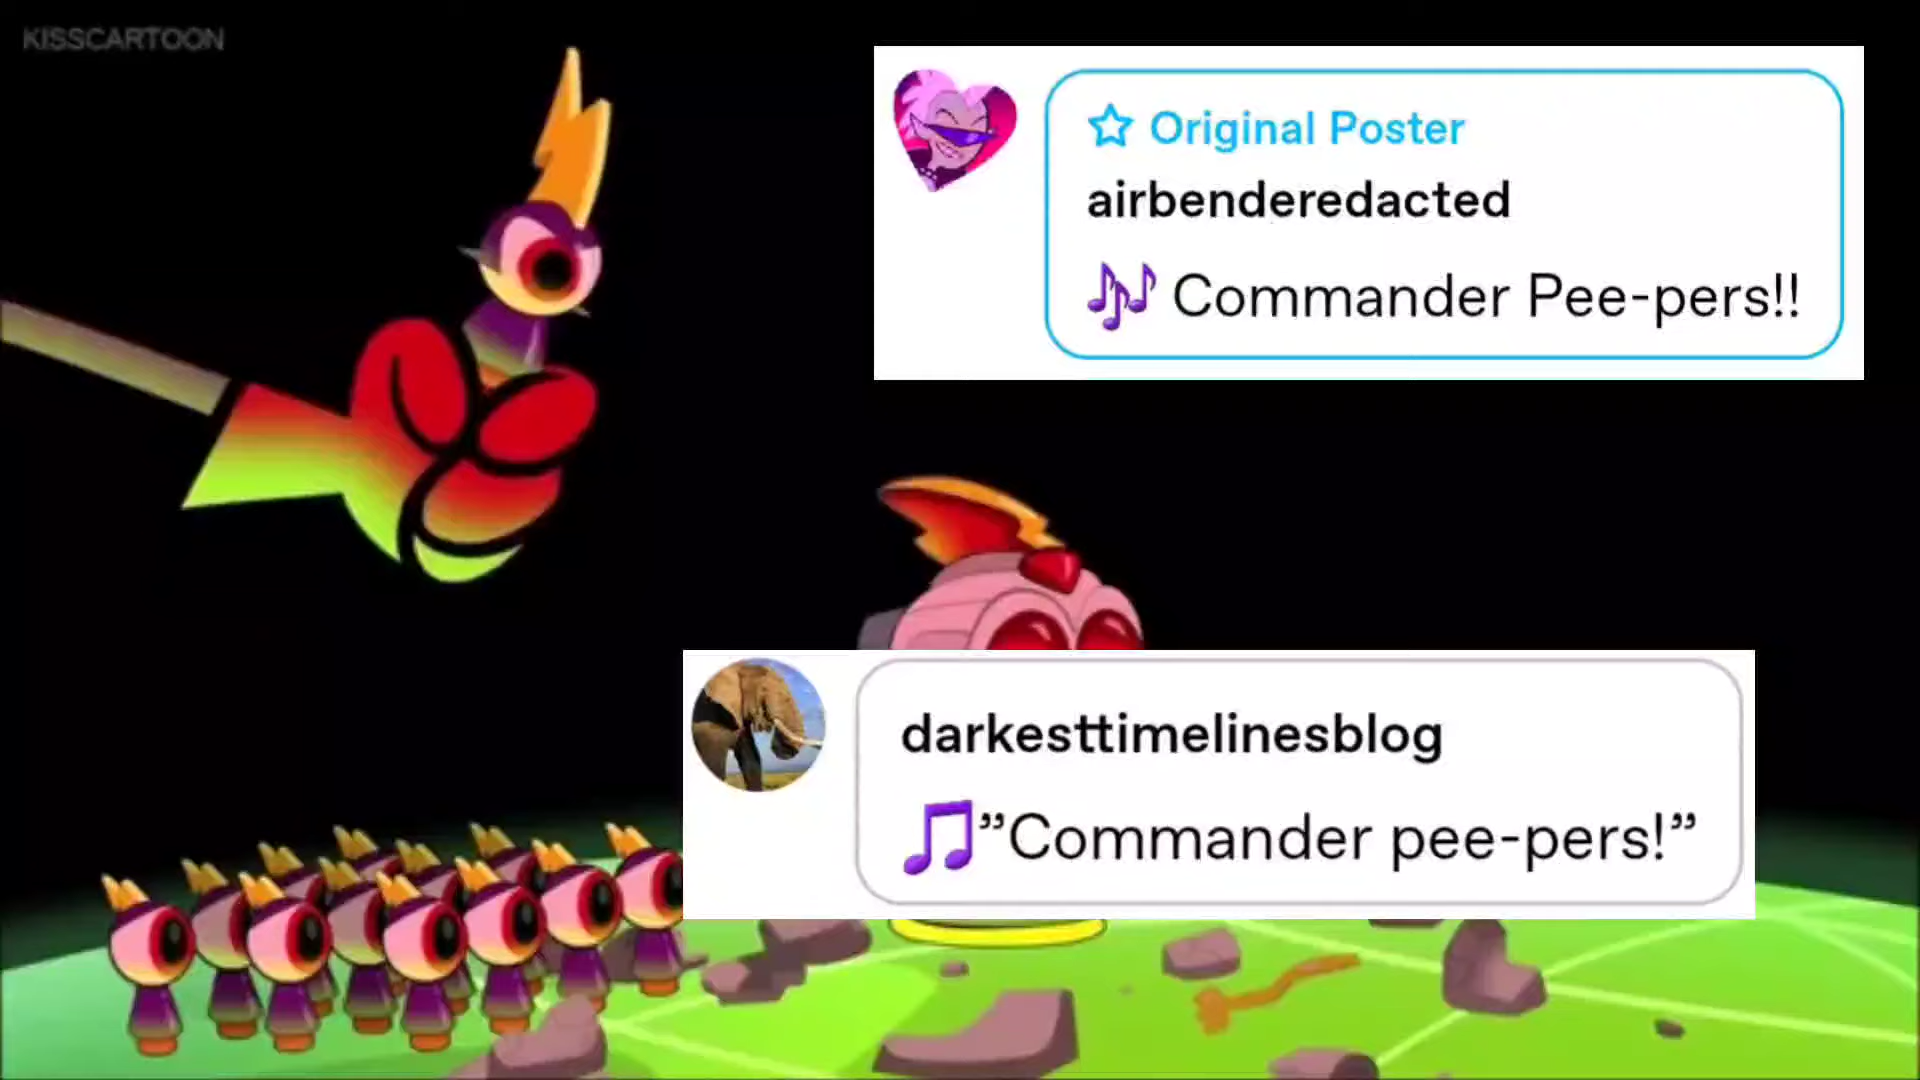 KISSCARTOON
Original Poster
airbenderedacted
🎶 Commander Pee-pers!!
darkesttimelinesblog
🎵”Commander pee-pers!”